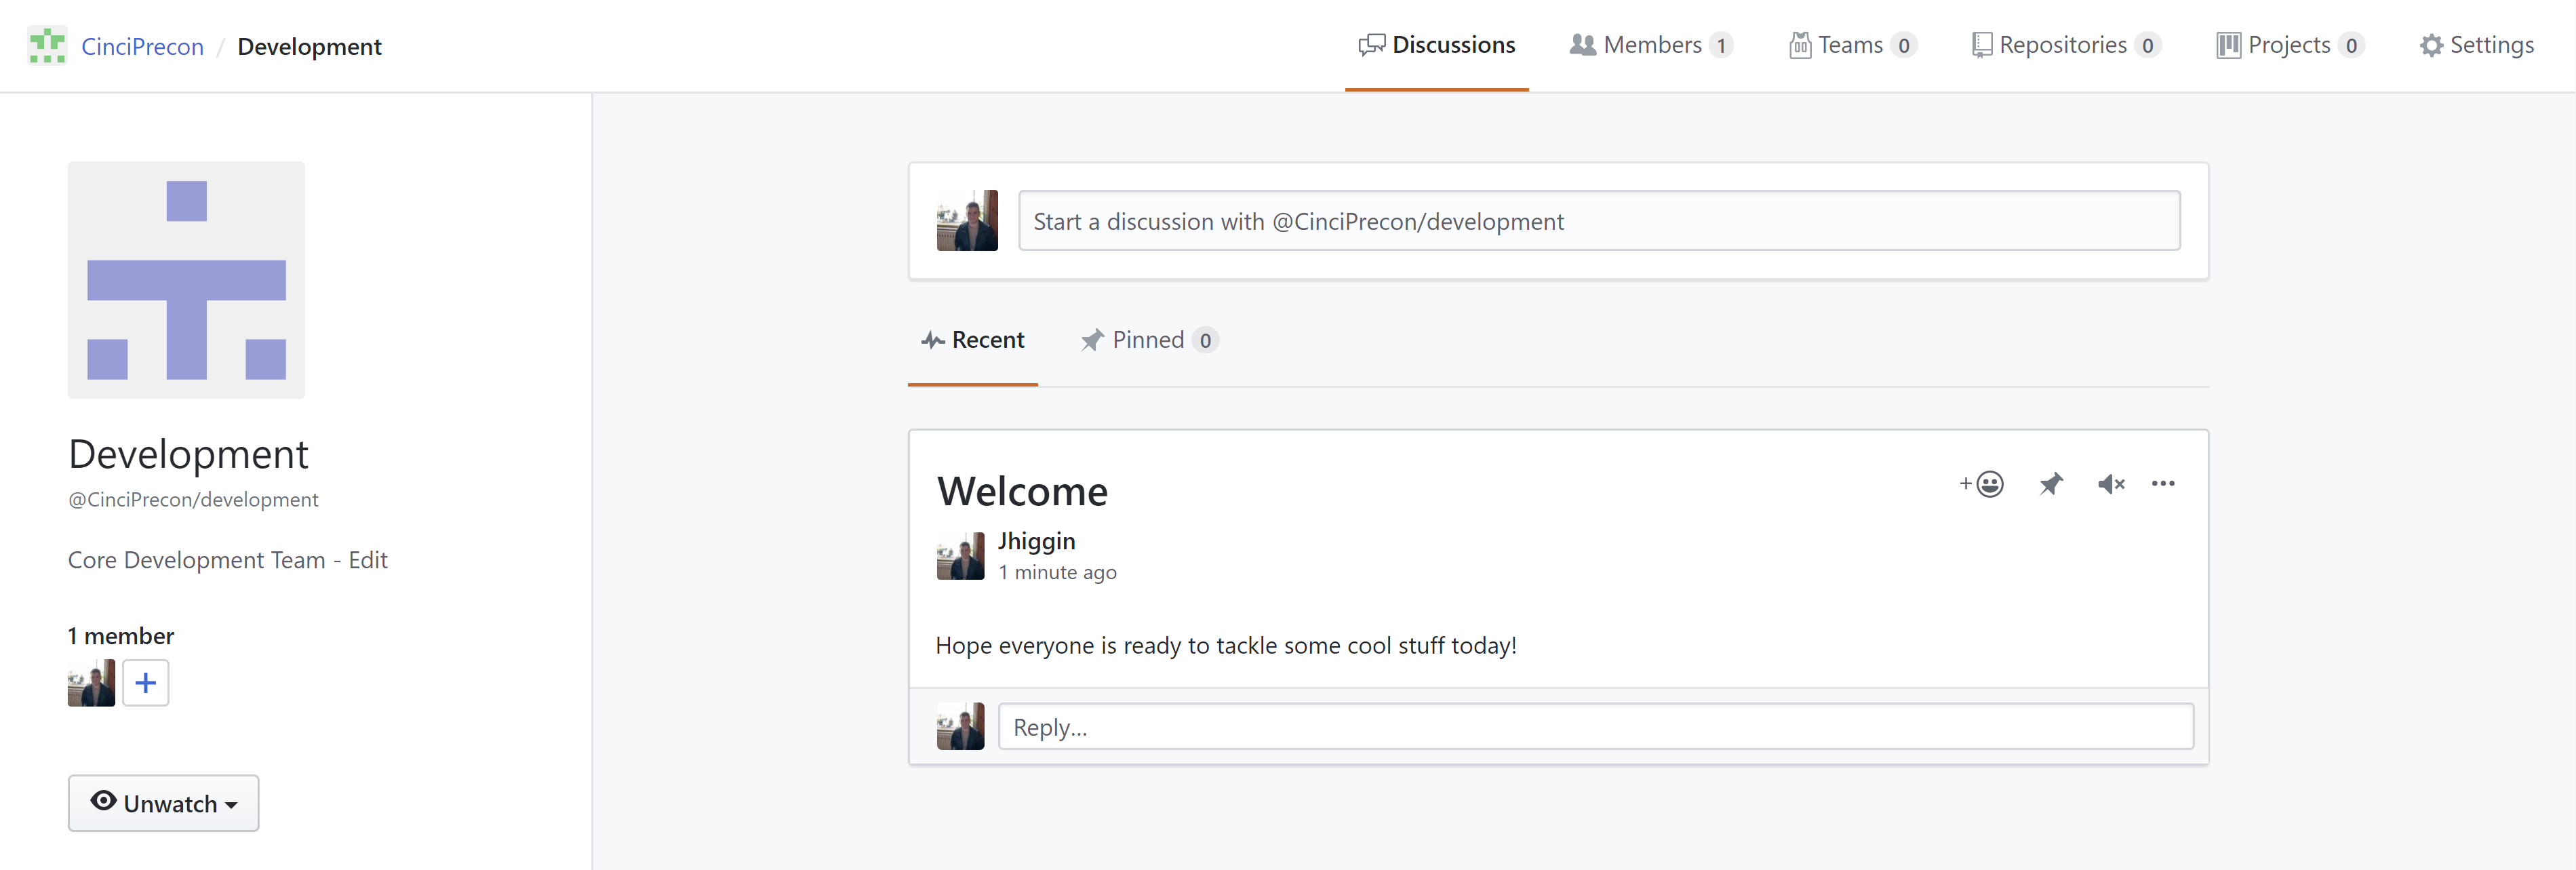 CinciPrecon / Development
Discussions Members 1 Teams 0 Repositories 0 Projects 0 Settings
Development
@CinciPrecon/development
Core Development Team - Edit
1 member
Unwatch
Start a discussion with @CinciPrecon/development
Recent Pinned 0
Welcome
Jhiggin
1 minute ago
Hope everyone is ready to tackle some cool stuff today!
Reply...